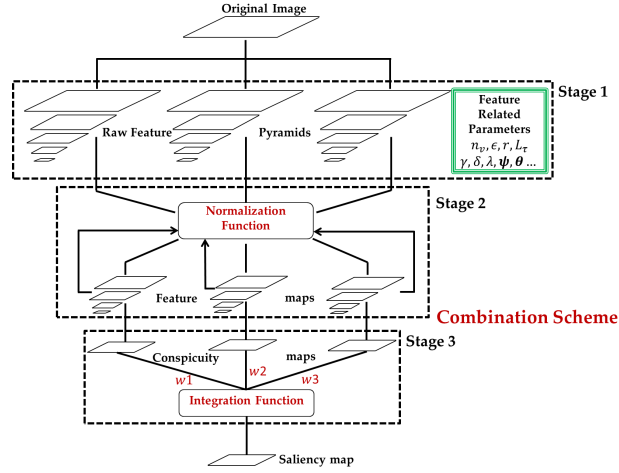 Original Image
Stage 1
Raw Feature Pyramids
Feature
Related
Parameters
n_v, ϵ, r, L_τ
γ, δ, λ, ψ, θ ...
Stage 2
Normalization
Function
Feature maps
Combination Scheme
Stage 3
Conspicuity maps
w1 w2 w3
Integration Function
Saliency map